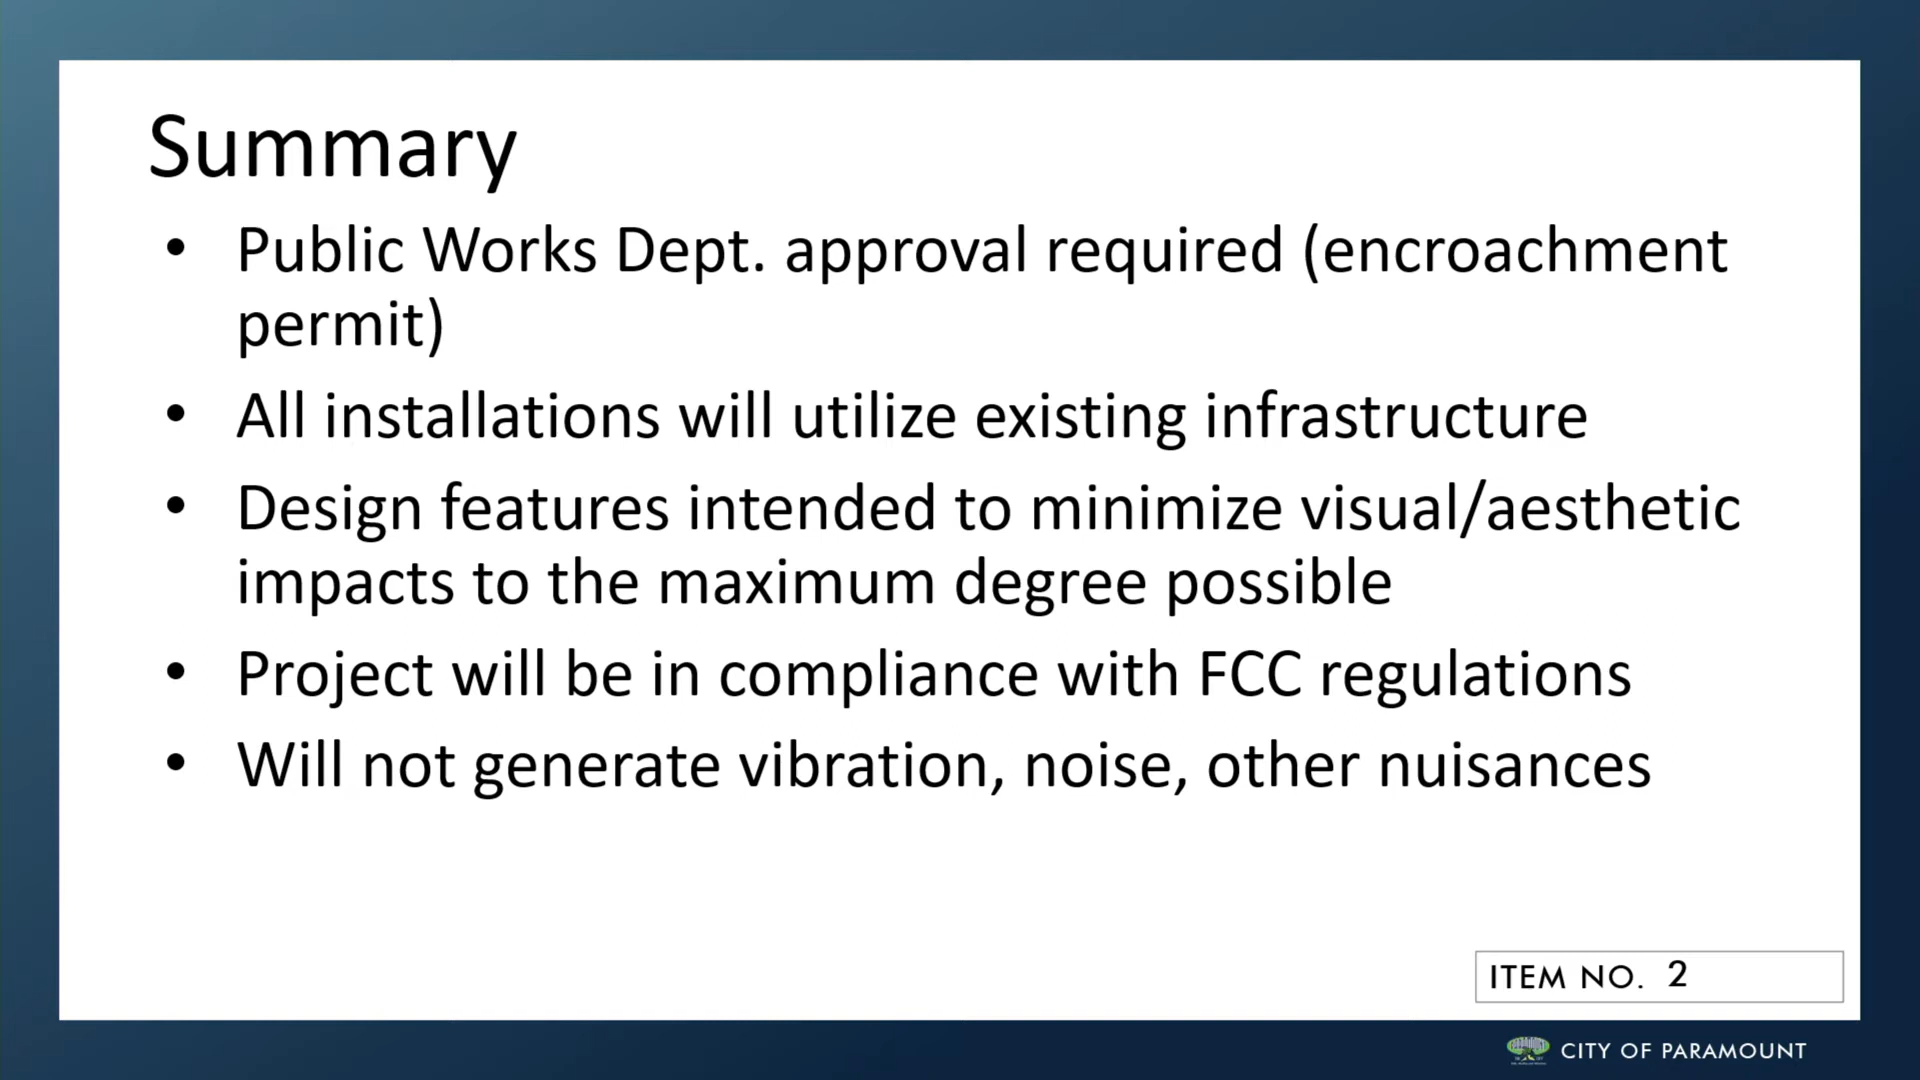 Summary
• Public Works Dept. approval required (encroachment
permit)
• All installations will utilize existing infrastructure
• Design features intended to minimize visual/aesthetic
impacts to the maximum degree possible
• Project will be in compliance with FCC regulations
• Will not generate vibration, noise, other nuisances
ITEM NO. 2
CITY OF PARAMOUNT